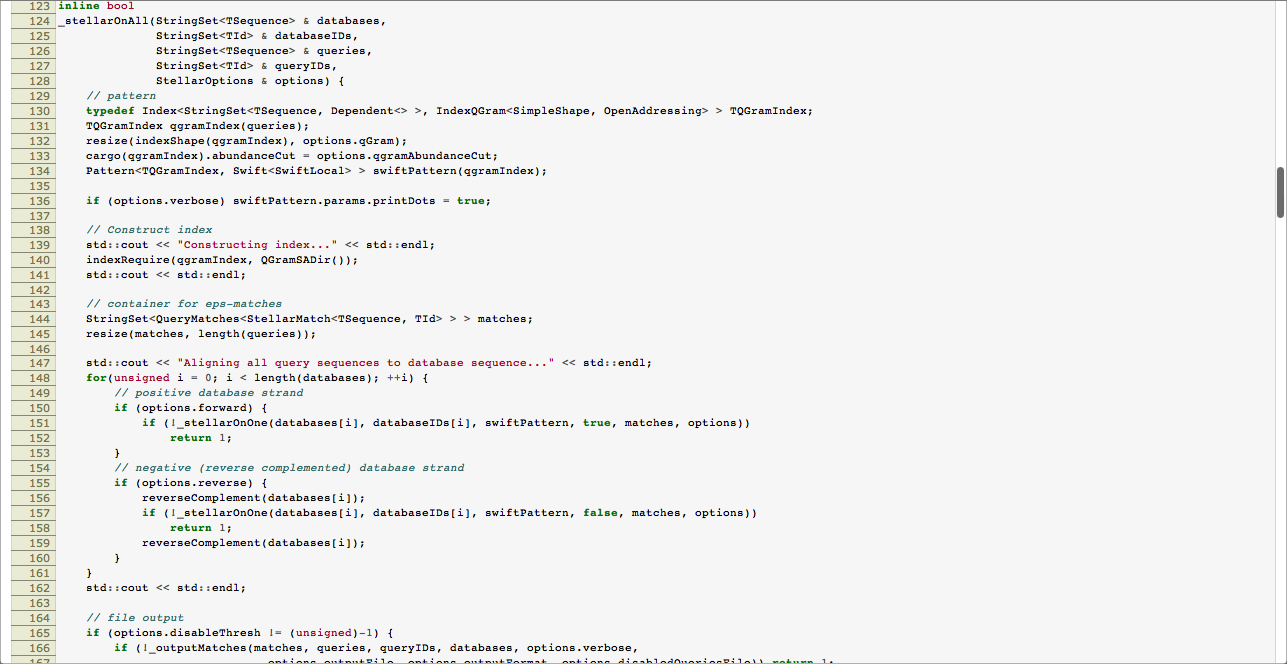 123 inline bool
124 _stellarOnAll(StringSet<TSequence> & databases,
125               StringSet<TId> & databaseIDs,
126               StringSet<TSequence> & queries,
127               StringSet<TId> & queryIDs,
128               StellarOptions & options) {
129     // pattern
130     typedef Index<StringSet<TSequence, Dependent<> >, IndexQGram<SimpleShape, OpenAddressing> > TQGramIndex;
131     TQGramIndex qgramIndex(queries);
132     resize(indexShape(qgramIndex), options.qGram);
133     cargo(qgramIndex).abundanceCut = options.qgramAbundanceCut;
134     Pattern<TQGramIndex, Swift<SwiftLocal> > swiftPattern(qgramIndex);
135
136     if (options.verbose) swiftPattern.params.printDots = true;
137
138     // Construct index
139     std::cout << "Constructing index..." << std::endl;
140     indexRequire(qgramIndex, QGramSADir());
141     std::cout << std::endl;
142
143     // container for eps-matches
144     StringSet<QueryMatches<StellarMatch<TSequence, TId> > > matches;
145     resize(matches, length(queries));
146
147     std::cout << "Aligning all query sequences to database sequence..." << std::endl;
148     for(unsigned i = 0; i < length(databases); ++i) {
149         // positive database strand
150         if (options.forward) {
151             if (!_stellarOnOne(databases[i], databaseIDs[i], swiftPattern, true, matches, options))
152                 return 1;
153         }
154         // negative (reverse complemented) database strand
155         if (options.reverse) {
156             reverseComplement(databases[i]);
157             if (!_stellarOnOne(databases[i], databaseIDs[i], swiftPattern, false, matches, options))
158                 return 1;
159             reverseComplement(databases[i]);
160         }
161     }
162     std::cout << std::endl;
163
164     // file output
165     if (options.disableThresh != (unsigned)-1) {
166         if (!_outputMatches(matches, queries, queryIDs, databases, options.verbose,
167                               options.outputFile, options.outputFormat, options.disabledQueriesFile)) return 1;